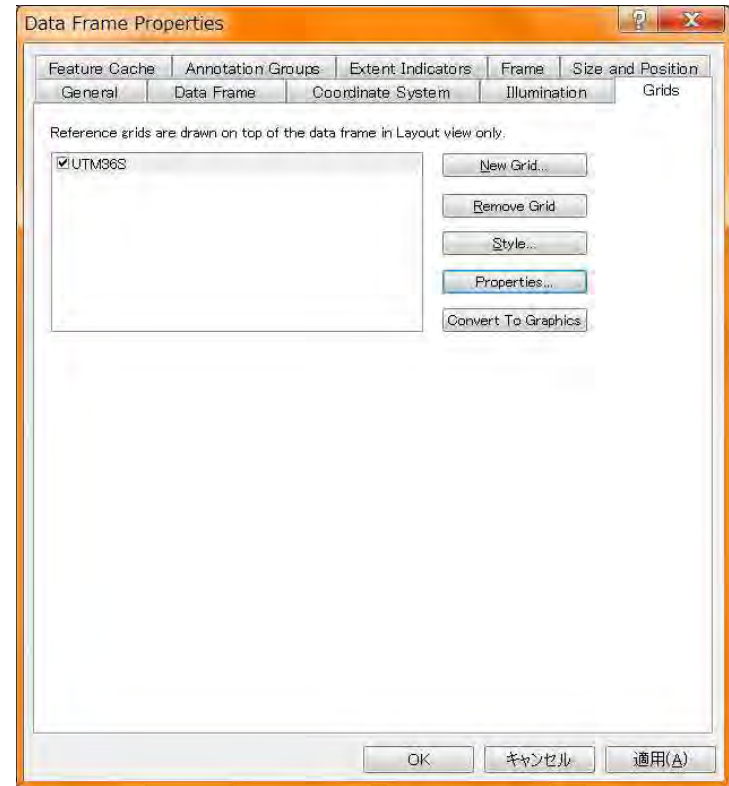 Data Frame Properties
Feature Cache Annotation Groups Extent Indicators Frame Size and Position
General Data Frame Coordinate System Illumination Grids
Reference grids are drawn on top of the data frame in Layout view only.
UTM36S
New Grid...
Remove Grid
Style...
Properties...
Convert To Graphics
OK キャンセル 適用(A)